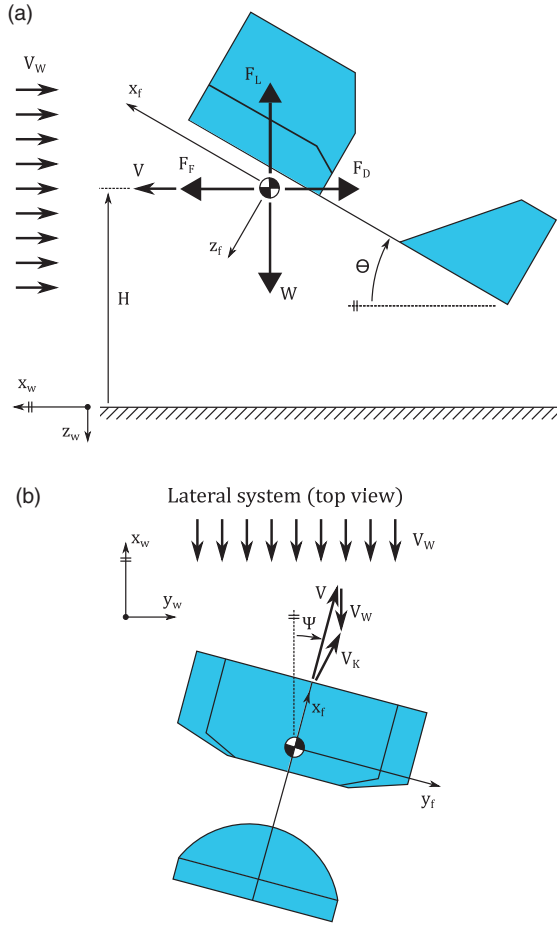 (a)
V_W
F_L
x_f
V
F_F
F_D
z_f
Θ
W
H
x_w
z_w
(b)
Lateral system (top view)
x_w
V_W
V
V_W
y_w
Ψ
V_K
x_f
y_f